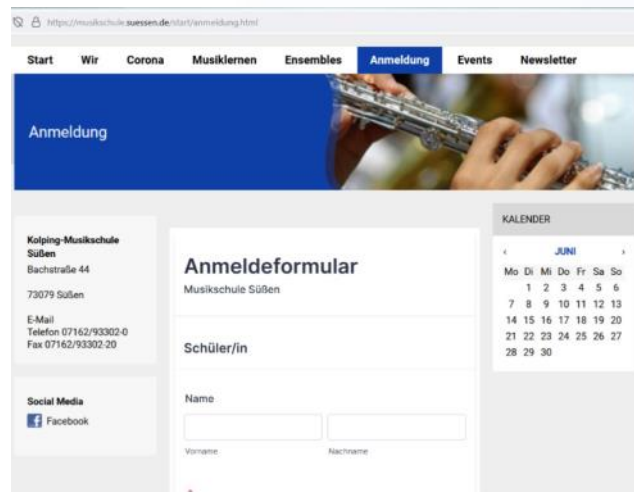 https://musikschule.suessen.de/start/anmeldung.html
Start Wir Corona Musiklernen Ensembles Anmeldung Events Newsletter
Anmeldung
Kolping-Musikschule
Süßen
Bachstraße 44
73079 Süßen
E-Mail
Telefon 07162/93302-0
Fax 07162/93302-20
Social Media
Facebook
Anmeldeformular
Musikschule Süßen
Schüler/in
Name
Vorname Nachname
KALENDER
‹ JUNI ›
Mo Di Mi Do Fr Sa So
1 2 3 4 5 6
7 8 9 10 11 12 13
14 15 16 17 18 19 20
21 22 23 24 25 26 27
28 29 30